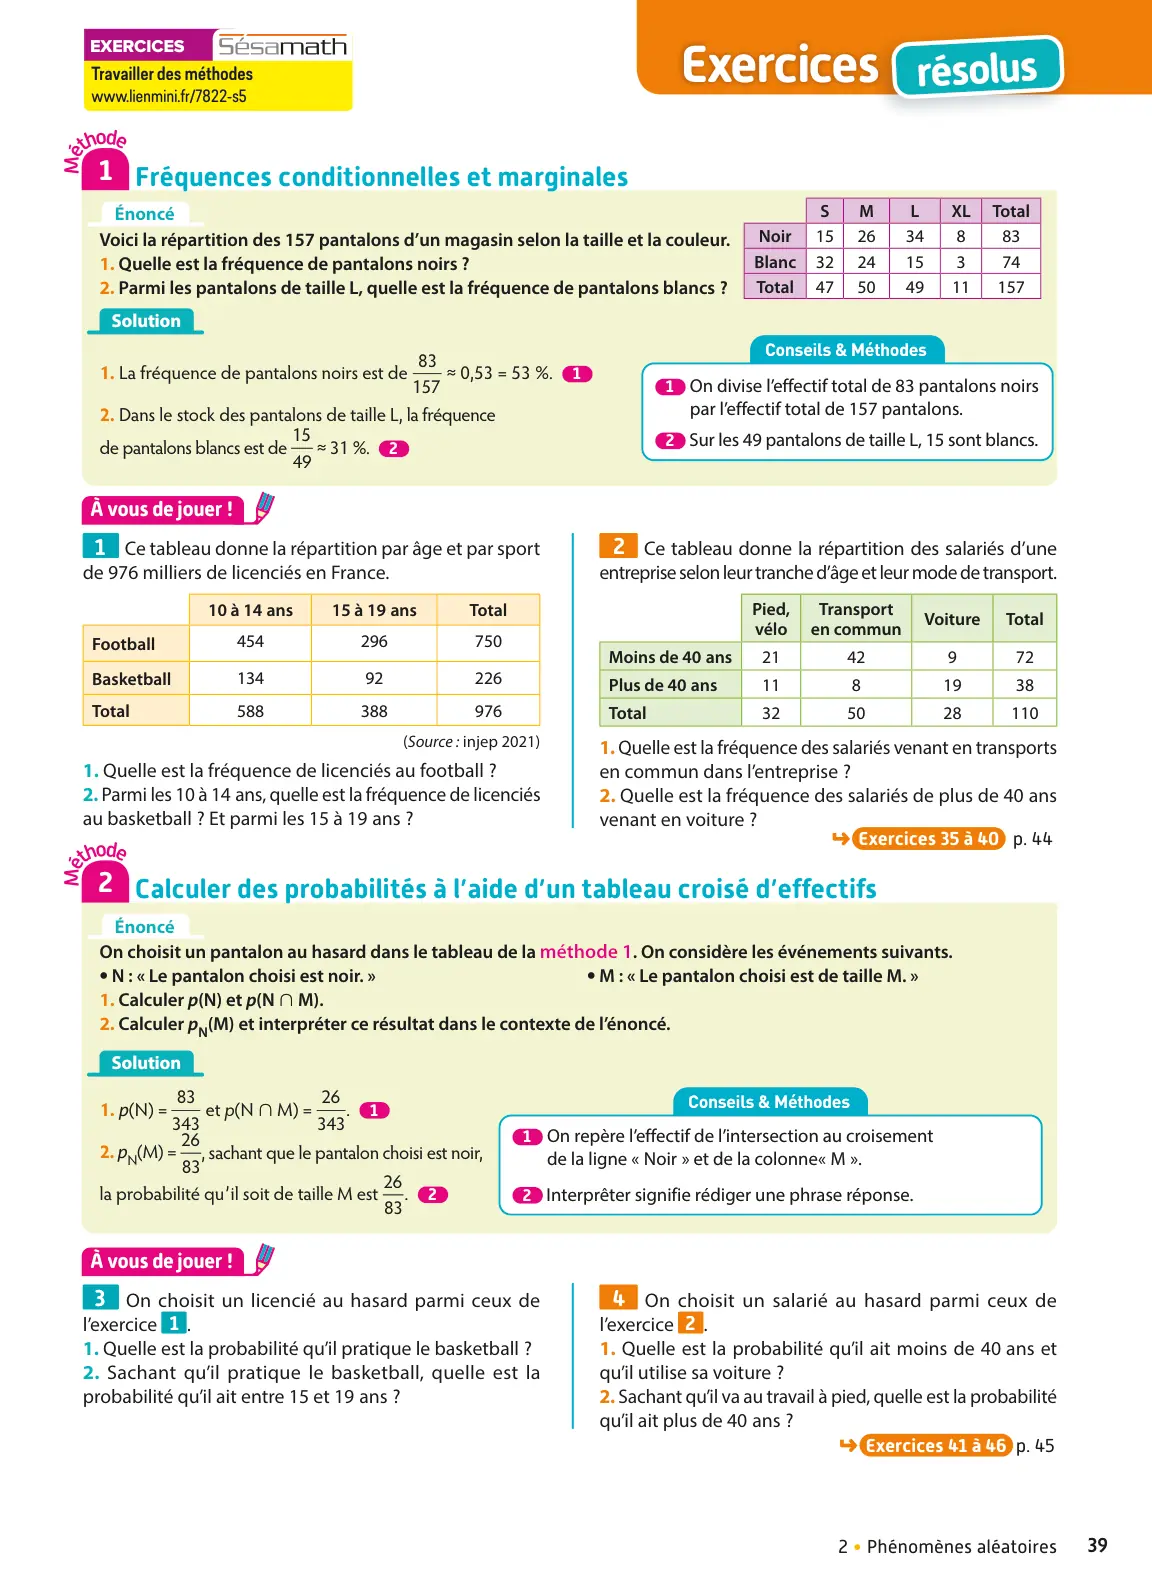 EXERCICES Sésamath
Travailler des méthodes
www.lienmini.fr/7822-s5
Exercices résolus
Méthode
1 Fréquences conditionnelles et marginales
Énoncé
Voici la répartition des 157 pantalons d'un magasin selon la taille et la couleur.
1. Quelle est la fréquence de pantalons noirs ?
2. Parmi les pantalons de taille L, quelle est la fréquence de pantalons blancs ?
S M L XL Total
Noir 15 26 34 8 83
Blanc 32 24 15 3 74
Total 47 50 49 11 157
Solution
1. La fréquence de pantalons noirs est de 83/157 ≈ 0,53 = 53 %. 1
2. Dans le stock des pantalons de taille L, la fréquence
de pantalons blancs est de 15/49 ≈ 31 %. 2
Conseils & Méthodes
1 On divise l'effectif total de 83 pantalons noirs
par l'effectif total de 157 pantalons.
2 Sur les 49 pantalons de taille L, 15 sont blancs.
À vous de jouer !
1 Ce tableau donne la répartition par âge et par sport
de 976 milliers de licenciés en France.
10 à 14 ans 15 à 19 ans Total
Football 454 296 750
Basketball 134 92 226
Total 588 388 976
(Source : injep 2021)
1. Quelle est la fréquence de licenciés au football ?
2. Parmi les 10 à 14 ans, quelle est la fréquence de licenciés
au basketball ? Et parmi les 15 à 19 ans ?
2 Ce tableau donne la répartition des salariés d'une
entreprise selon leur tranche d'âge et leur mode de transport.
Pied, vélo Transport en commun Voiture Total
Moins de 40 ans 21 42 9 72
Plus de 40 ans 11 8 19 38
Total 32 50 28 110
1. Quelle est la fréquence des salariés venant en transports
en commun dans l'entreprise ?
2. Quelle est la fréquence des salariés de plus de 40 ans
venant en voiture ?
↪ Exercices 35 à 40 p. 44
Méthode
2 Calculer des probabilités à l'aide d'un tableau croisé d'effectifs
Énoncé
On choisit un pantalon au hasard dans le tableau de la méthode 1. On considère les événements suivants.
• N : « Le pantalon choisi est noir. » • M : « Le pantalon choisi est de taille M. »
1. Calculer p(N) et p(N ∩ M).
2. Calculer p_N(M) et interpréter ce résultat dans le contexte de l'énoncé.
Solution
1. p(N) = 83/343 et p(N ∩ M) = 26/343. 1
2. p_N(M) = 26/83, sachant que le pantalon choisi est noir,
la probabilité qu'il soit de taille M est 26/83. 2
Conseils & Méthodes
1 On repère l'effectif de l'intersection au croisement
de la ligne « Noir » et de la colonne« M ».
2 Interpréter signifie rédiger une phrase réponse.
À vous de jouer !
3 On choisit un licencié au hasard parmi ceux de
l'exercice 1.
1. Quelle est la probabilité qu'il pratique le basketball ?
2. Sachant qu'il pratique le basketball, quelle est la
probabilité qu'il ait entre 15 et 19 ans ?
4 On choisit un salarié au hasard parmi ceux de
l'exercice 2.
1. Quelle est la probabilité qu'il ait moins de 40 ans et
qu'il utilise sa voiture ?
2. Sachant qu'il va au travail à pied, quelle est la probabilité
qu'il ait plus de 40 ans ?
↪ Exercices 41 à 46 p. 45
2 • Phénomènes aléatoires 39